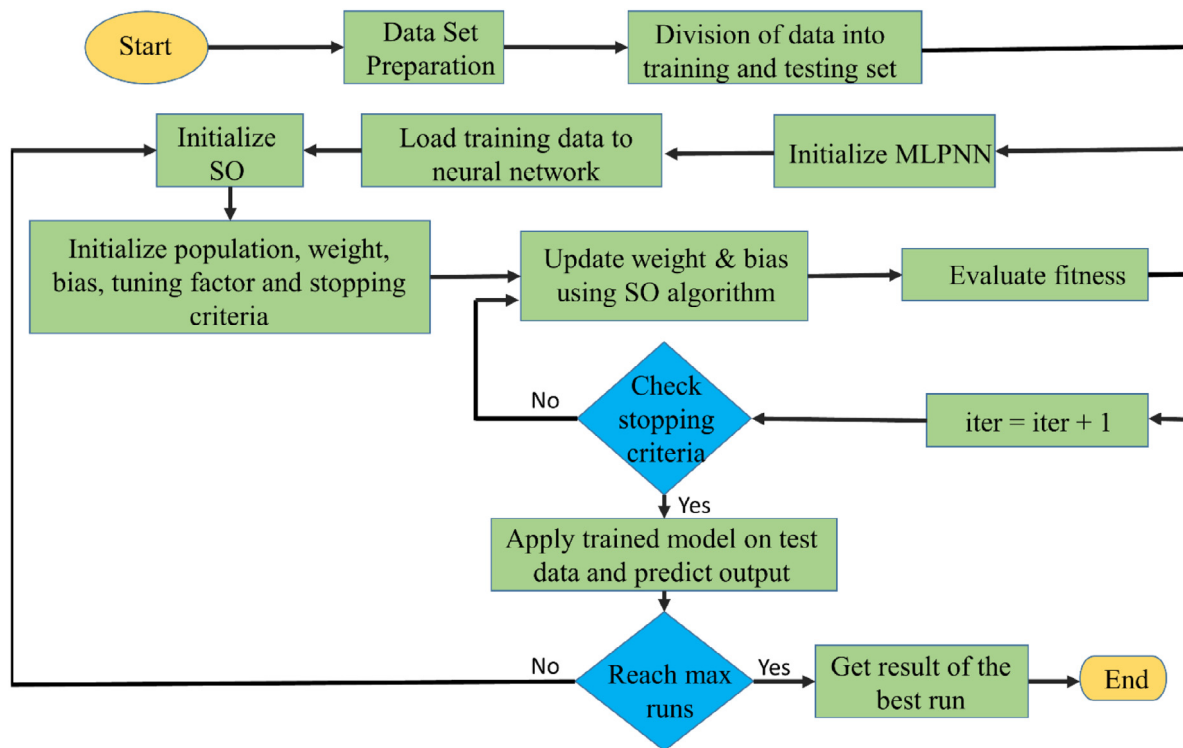 Start
Data Set
Preparation
Division of data into
training and testing set
Initialize
SO
Load training data to
neural network
Initialize MLPNN
Initialize population, weight,
bias, tuning factor and stopping
criteria
Update weight & bias
using SO algorithm
Evaluate fitness
No
Check
stopping
criteria
iter = iter + 1
Yes
Apply trained model on test
data and predict output
No
Reach max
runs
Yes
Get result of the
best run
End